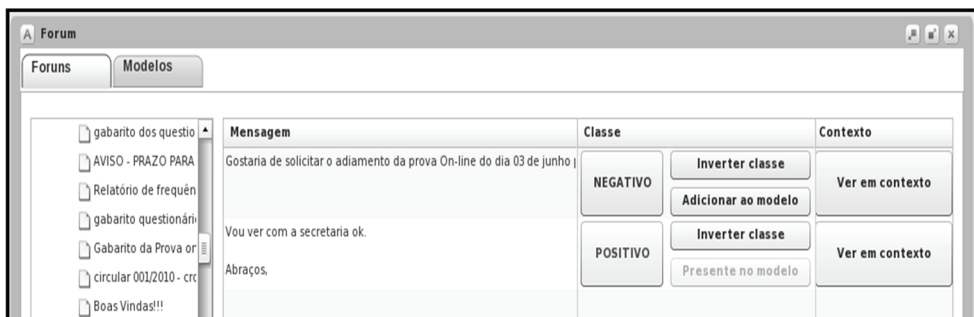 A Forum
Foruns Modelos
Mensagem Classe Contexto
gabarito dos questio
AVISO - PRAZO PARA
Relatório de frequên
gabarito questionári
Gabarito da Prova or
circular 001/2010 - crc
Boas Vindas!!!
Gostaria de solicitar o adiamento da prova On-line do dia 03 de junho
NEGATIVO
Inverter classe
Adicionar ao modelo
Ver em contexto
Vou ver com a secretaria ok.
Abraços,
POSITIVO
Inverter classe
Presente no modelo
Ver em contexto